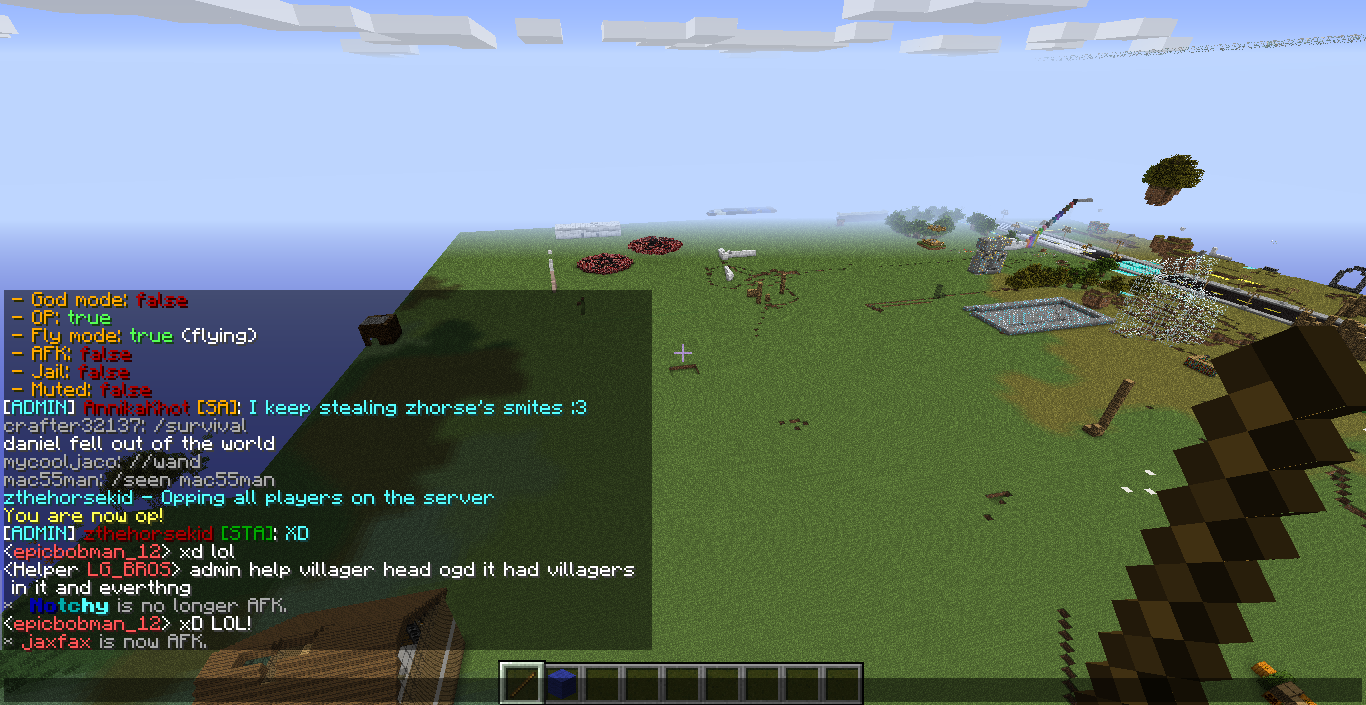 - God mode: false
- OP: true
- Fly mode: true (flying)
- AFK: false
- Jail: false
- Muted: false
[ADMIN] AnnikaKhot [SA]: I keep stealing zhorse's smites :3
crafter32137: /survival
daniel fell out of the world
mycooljaco: //wand
mac55man: /seen mac55man
zthehorsekid - Opping all players on the server
You are now op!
[ADMIN] zthehorsekid [STA]: XD
<epicbobman_12> xd lol
<Helper LG_BROS> admin help villager head ogd it had villagers
in it and everthng
* Notchy is no longer AFK.
<epicbobman_12> xD LOL!
* jaxfax is now AFK.